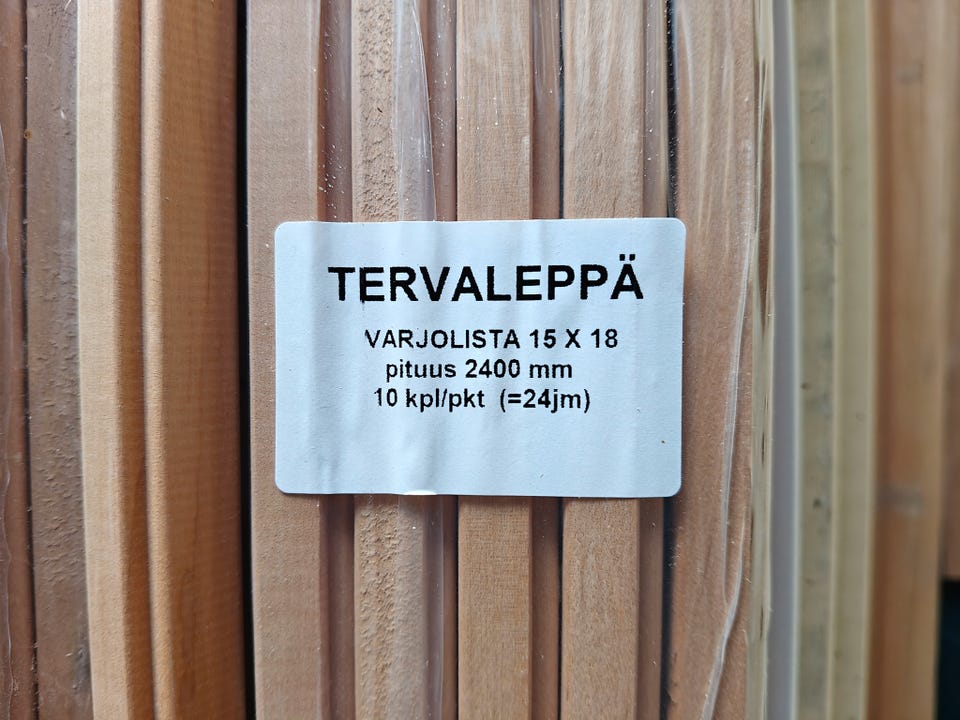 TERVALEPPÄ
VARJOLISTA 15 X 18
pituus 2400 mm
10 kpl/pkt (=24jm)